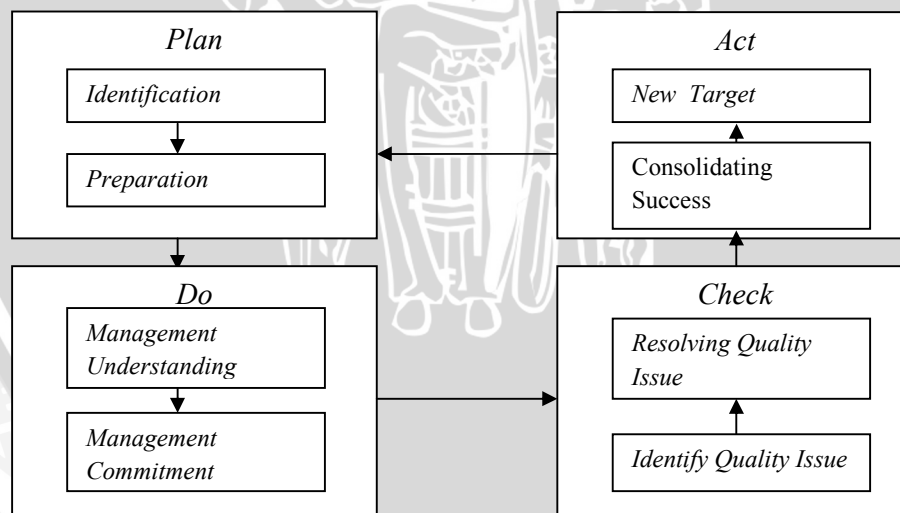 Plan
Identification
Preparation
Act
New Target
Consolidating
Success
Do
Management
Understanding
Management
Commitment
Check
Resolving Quality
Issue
Identify Quality Issue